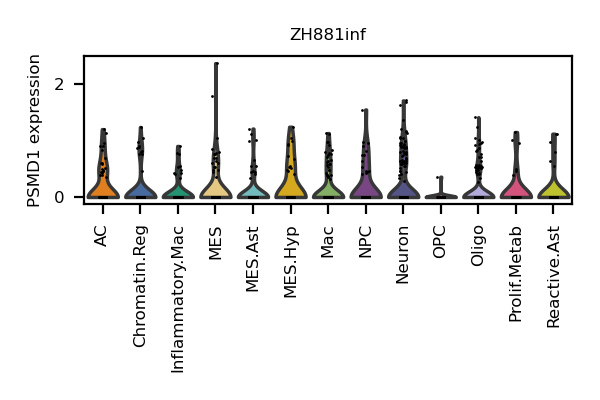 ZH881inf
PSMD1 expression
2
0
AC
Chromatin.Reg
Inflammatory.Mac
MES
MES.Ast
MES.Hyp
Mac
NPC
Neuron
OPC
Oligo
Prolif.Metab
Reactive.Ast